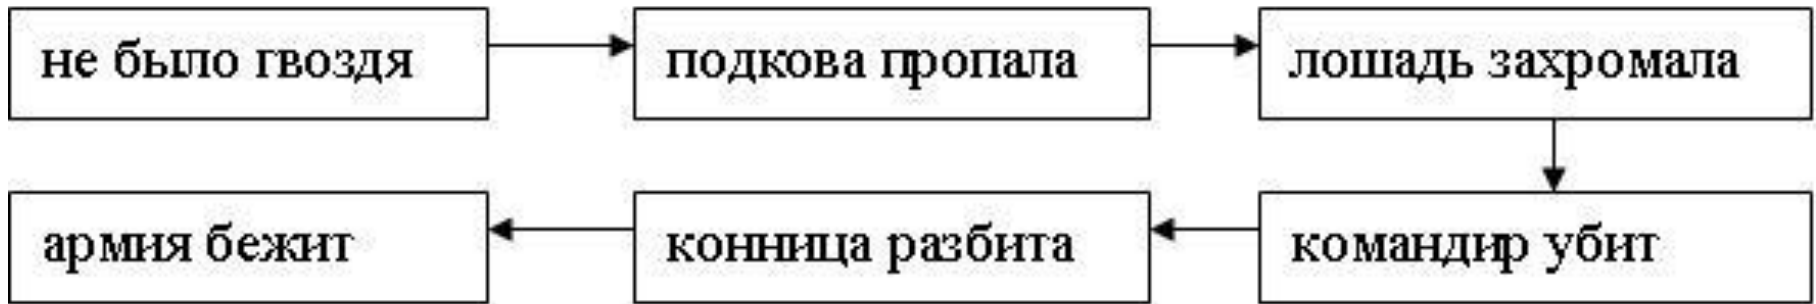 не было гвоздя
подкова пропала
лошадь захромала
командир убит
конница разбита
армия бежит